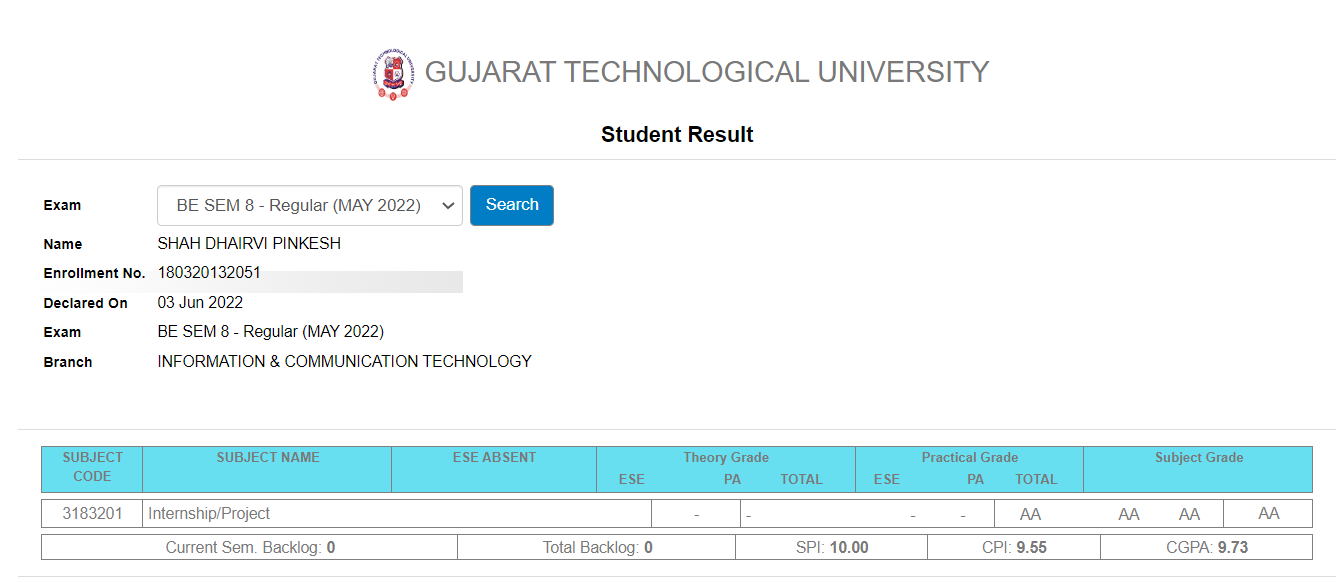 GUJARAT TECHNOLOGICAL UNIVERSITY
Student Result
Exam BE SEM 8 - Regular (MAY 2022) Search
Name SHAH DHAIRVI PINKESH
Enrollment No. 180320132051
Declared On 03 Jun 2022
Exam BE SEM 8 - Regular (MAY 2022)
Branch INFORMATION & COMMUNICATION TECHNOLOGY
SUBJECT CODE SUBJECT NAME ESE ABSENT Theory Grade Practical Grade Subject Grade
ESE PA TOTAL ESE PA TOTAL
3183201 Internship/Project - - - - AA AA AA AA
Current Sem. Backlog: 0 Total Backlog: 0 SPI: 10.00 CPI: 9.55 CGPA: 9.73